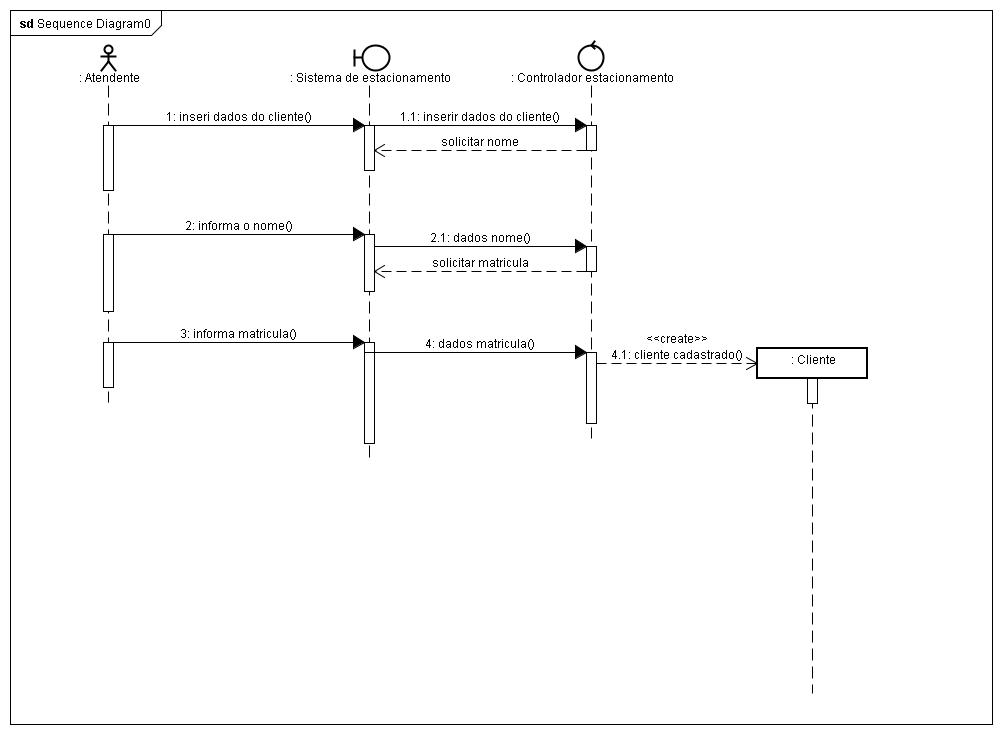 sd Sequence Diagram0
: Atendente
: Sistema de estacionamento
: Controlador estacionamento
1: inseri dados do cliente()
1.1: inserir dados do cliente()
solicitar nome
2: informa o nome()
2.1: dados nome()
solicitar matricula
3: informa matricula()
4: dados matricula()
<<create>>
4.1: cliente cadastrado()
: Cliente